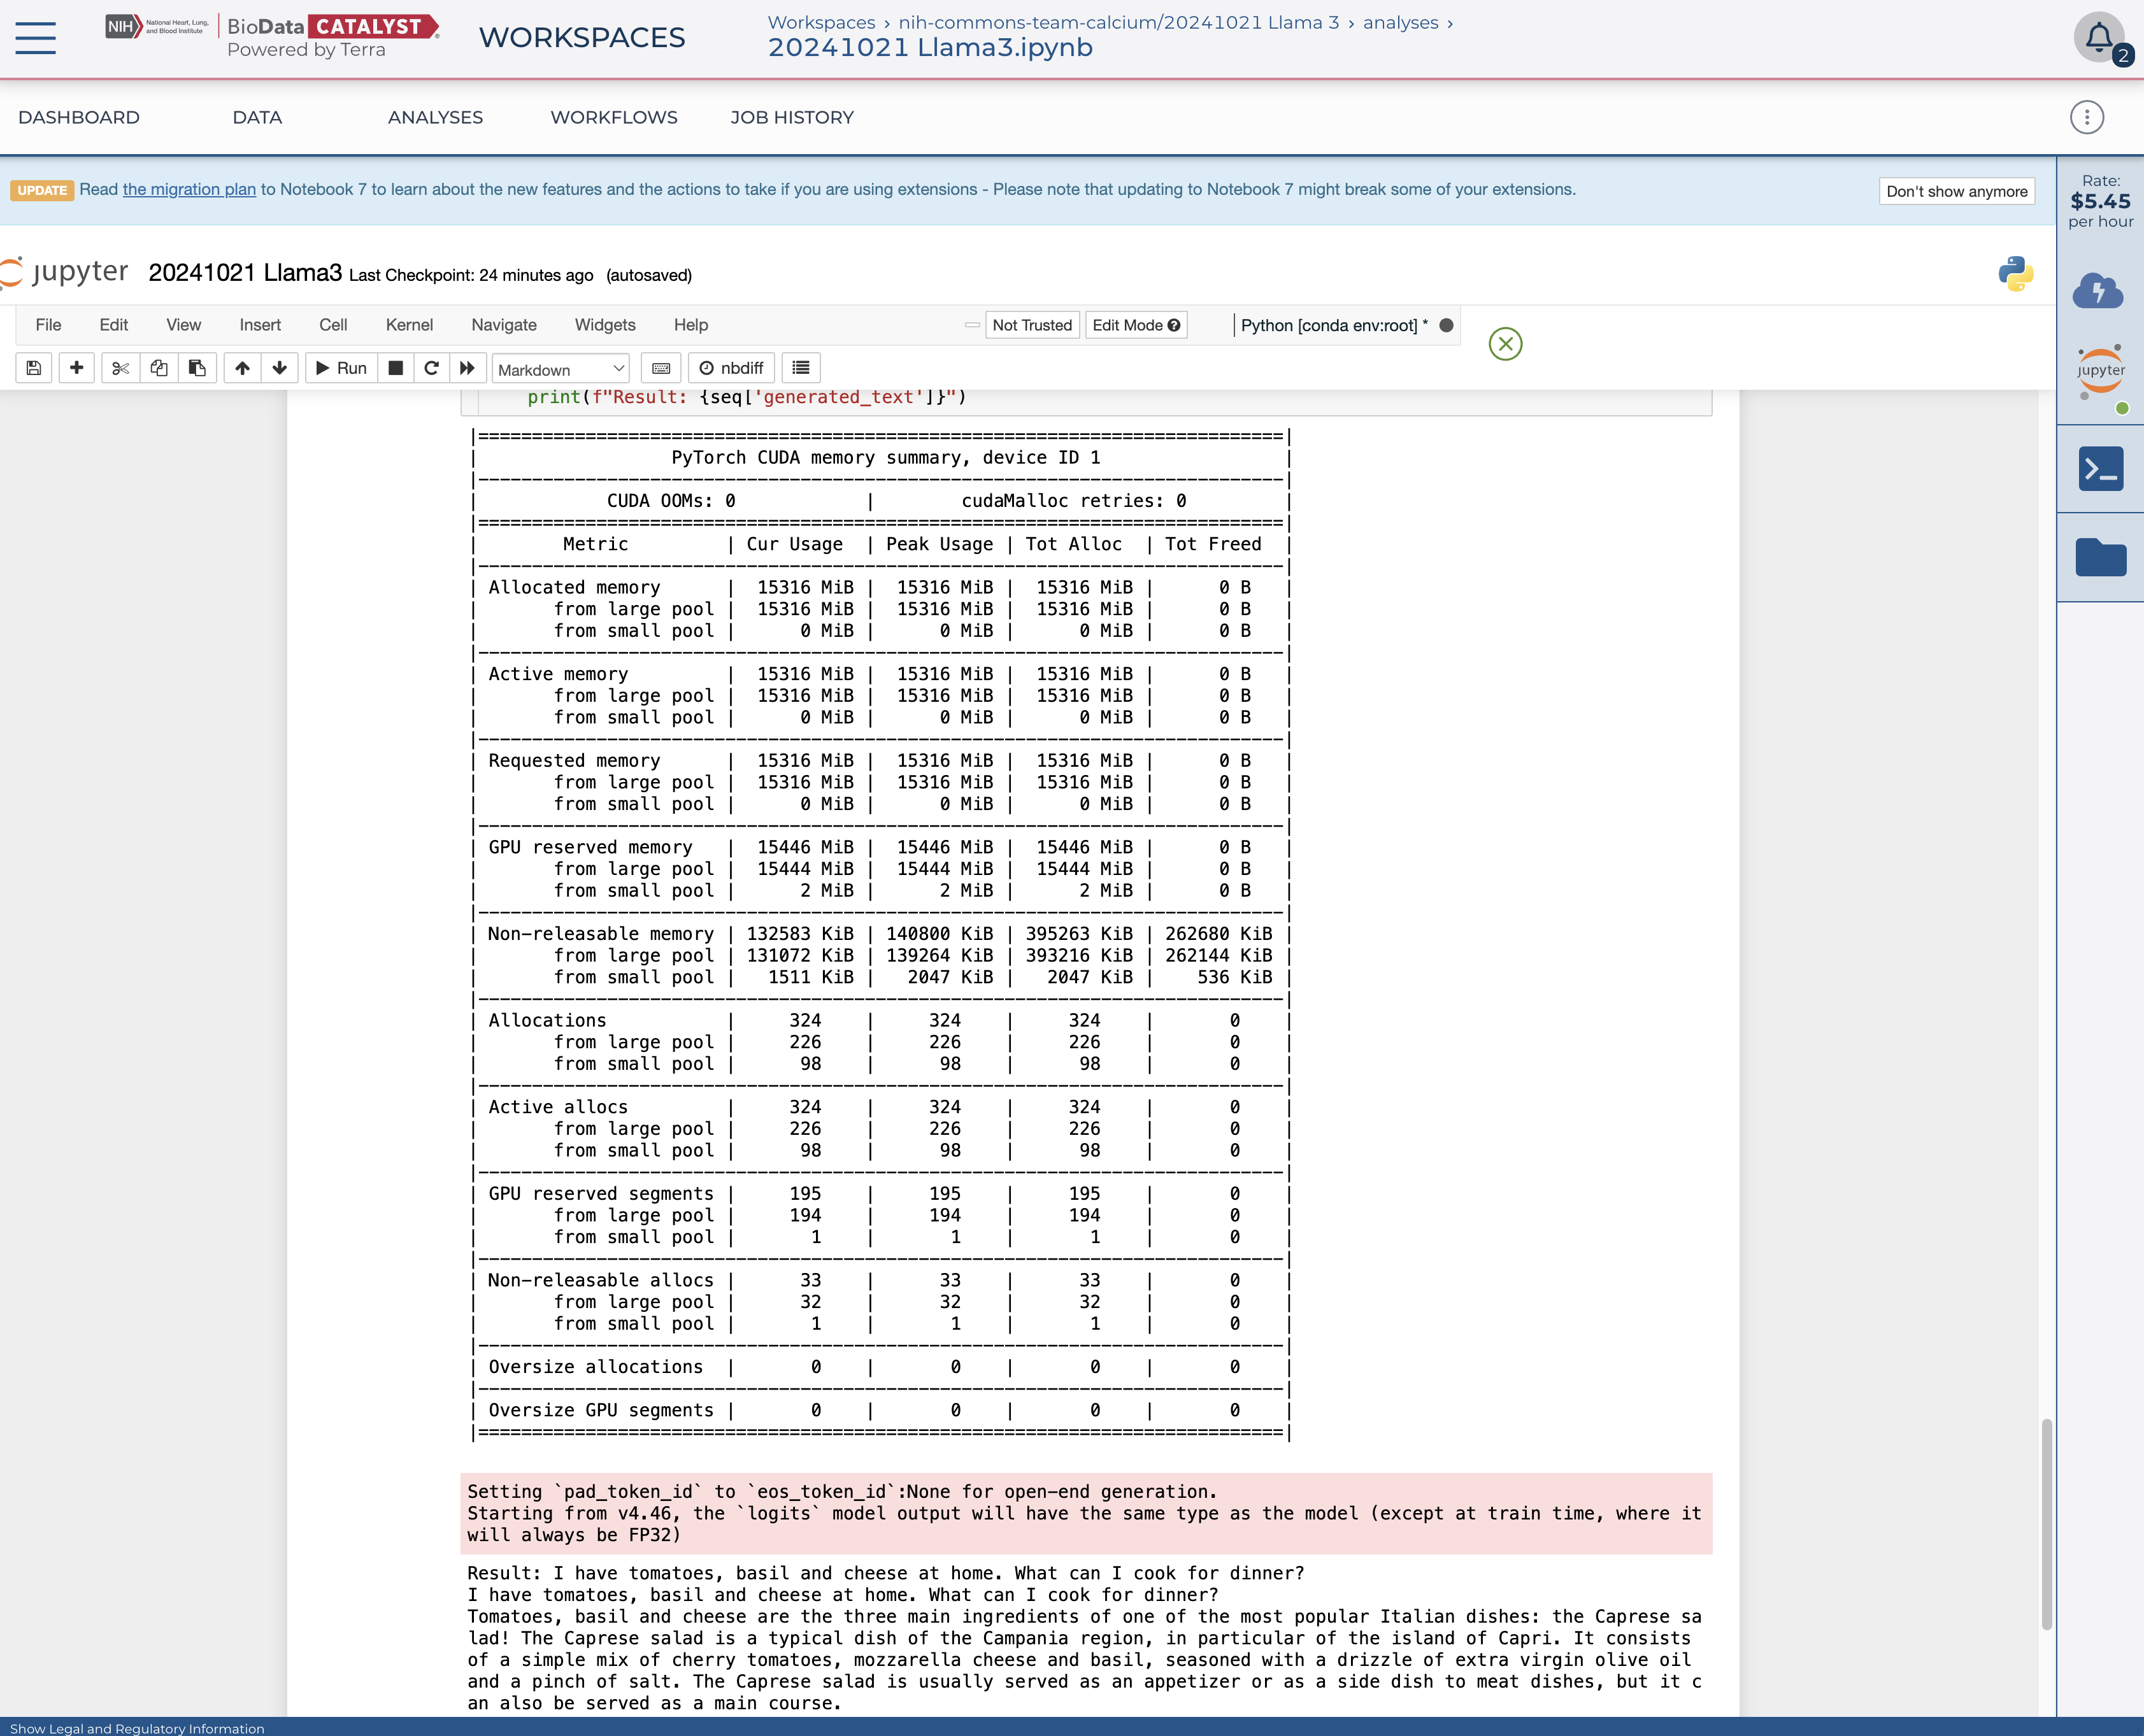 NIH National Heart, Lung, and Blood Institute BioData CATALYST
Powered by Terra
WORKSPACES
Workspaces › nih-commons-team-calcium/20241021 Llama 3 › analyses ›
20241021 Llama3.ipynb
2
DASHBOARD DATA ANALYSES WORKFLOWS JOB HISTORY
UPDATE Read the migration plan to Notebook 7 to learn about the new features and the actions to take if you are using extensions - Please note that updating to Notebook 7 might break some of your extensions. Don't show anymore
Rate:
$5.45
per hour
jupyter
jupyter 20241021 Llama3 Last Checkpoint: 24 minutes ago (autosaved)
File Edit View Insert Cell Kernel Navigate Widgets Help Not Trusted Edit Mode Python [conda env:root] *
Run Markdown nbdiff
print(f"Result: {seq['generated_text']}")
|===========================================================================|
|                  PyTorch CUDA memory summary, device ID 1                 |
|---------------------------------------------------------------------------|
|            CUDA OOMs: 0            |        cudaMalloc retries: 0         |
|===========================================================================|
|        Metric         | Cur Usage  | Peak Usage | Tot Alloc  | Tot Freed  |
|---------------------------------------------------------------------------|
| Allocated memory      |  15316 MiB |  15316 MiB |  15316 MiB |      0 B   |
|       from large pool |  15316 MiB |  15316 MiB |  15316 MiB |      0 B   |
|       from small pool |      0 MiB |      0 MiB |      0 MiB |      0 B   |
|---------------------------------------------------------------------------|
| Active memory         |  15316 MiB |  15316 MiB |  15316 MiB |      0 B   |
|       from large pool |  15316 MiB |  15316 MiB |  15316 MiB |      0 B   |
|       from small pool |      0 MiB |      0 MiB |      0 MiB |      0 B   |
|---------------------------------------------------------------------------|
| Requested memory      |  15316 MiB |  15316 MiB |  15316 MiB |      0 B   |
|       from large pool |  15316 MiB |  15316 MiB |  15316 MiB |      0 B   |
|       from small pool |      0 MiB |      0 MiB |      0 MiB |      0 B   |
|---------------------------------------------------------------------------|
| GPU reserved memory   |  15446 MiB |  15446 MiB |  15446 MiB |      0 B   |
|       from large pool |  15444 MiB |  15444 MiB |  15444 MiB |      0 B   |
|       from small pool |      2 MiB |      2 MiB |      2 MiB |      0 B   |
|---------------------------------------------------------------------------|
| Non-releasable memory | 132583 KiB | 140800 KiB | 395263 KiB | 262680 KiB |
|       from large pool | 131072 KiB | 139264 KiB | 393216 KiB | 262144 KiB |
|       from small pool |   1511 KiB |   2047 KiB |   2047 KiB |    536 KiB |
|---------------------------------------------------------------------------|
| Allocations           |     324    |     324    |     324    |       0    |
|       from large pool |     226    |     226    |     226    |       0    |
|       from small pool |      98    |      98    |      98    |       0    |
|---------------------------------------------------------------------------|
| Active allocs         |     324    |     324    |     324    |       0    |
|       from large pool |     226    |     226    |     226    |       0    |
|       from small pool |      98    |      98    |      98    |       0    |
|---------------------------------------------------------------------------|
| GPU reserved segments |     195    |     195    |     195    |       0    |
|       from large pool |     194    |     194    |     194    |       0    |
|       from small pool |       1    |       1    |       1    |       0    |
|---------------------------------------------------------------------------|
| Non-releasable allocs |      33    |      33    |      33    |       0    |
|       from large pool |      32    |      32    |      32    |       0    |
|       from small pool |       1    |       1    |       1    |       0    |
|---------------------------------------------------------------------------|
| Oversize allocations  |       0    |       0    |       0    |       0    |
|---------------------------------------------------------------------------|
| Oversize GPU segments |       0    |       0    |       0    |       0    |
|===========================================================================|
Setting `pad_token_id` to `eos_token_id`:None for open-end generation.
Starting from v4.46, the `logits` model output will have the same type as the model (except at train time, where it
will always be FP32)
Result: I have tomatoes, basil and cheese at home. What can I cook for dinner?
I have tomatoes, basil and cheese at home. What can I cook for dinner?
Tomatoes, basil and cheese are the three main ingredients of one of the most popular Italian dishes: the Caprese sa
lad! The Caprese salad is a typical dish of the Campania region, in particular of the island of Capri. It consists
of a simple mix of cherry tomatoes, mozzarella cheese and basil, seasoned with a drizzle of extra virgin olive oil
and a pinch of salt. The Caprese salad is usually served as an appetizer or as a side dish to meat dishes, but it c
an also be served as a main course.
Show Legal and Regulatory Information